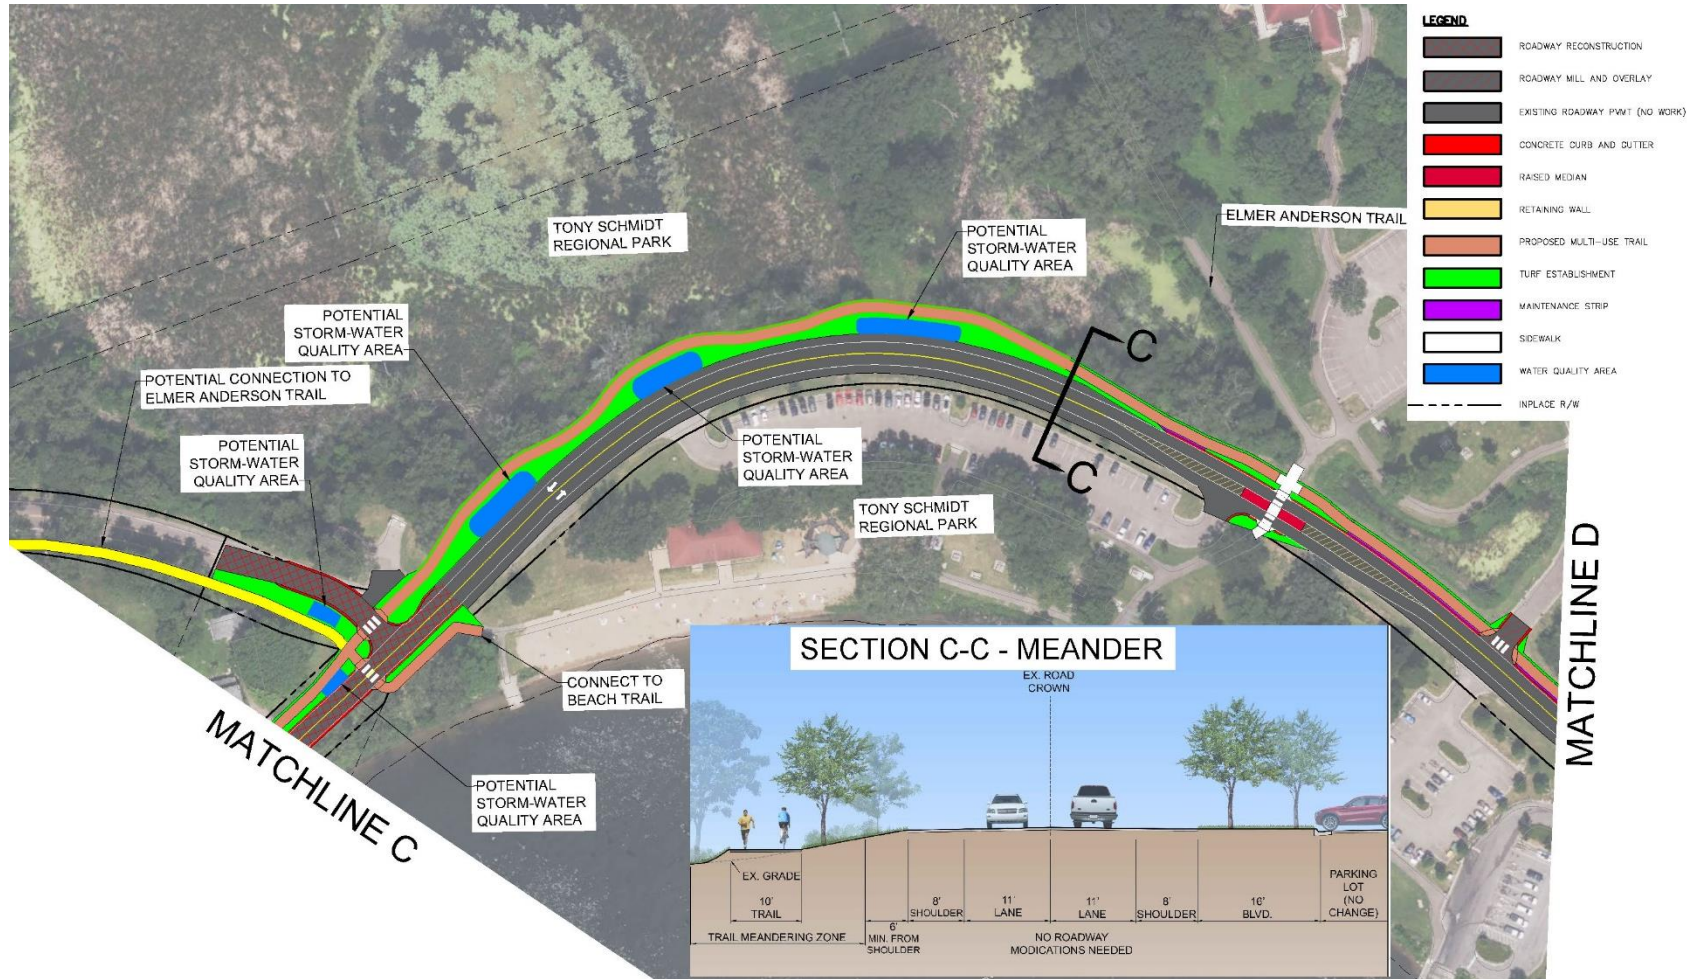 LEGEND
ROADWAY RECONSTRUCTION
ROADWAY MILL AND OVERLAY
EXISTING ROADWAY PVMT (NO WORK)
CONCRETE CURB AND GUTTER
RAISED MEDIAN
RETAINING WALL
PROPOSED MULTI-USE TRAIL
TURF ESTABLISHMENT
MAINTENANCE STRIP
SIDEWALK
WATER QUALITY AREA
INPLACE R/W
TONY SCHMIDT
REGIONAL PARK
POTENTIAL
STORM-WATER
QUALITY AREA
ELMER ANDERSON TRAIL
POTENTIAL
STORM-WATER
QUALITY AREA
POTENTIAL CONNECTION TO
ELMER ANDERSON TRAIL
POTENTIAL
STORM-WATER
QUALITY AREA
POTENTIAL
STORM-WATER
QUALITY AREA
C
C
TONY SCHMIDT
REGIONAL PARK
CONNECT TO
BEACH TRAIL
POTENTIAL
STORM-WATER
QUALITY AREA
MATCHLINE C
MATCHLINE D
SECTION C-C - MEANDER
EX. ROAD
CROWN
EX. GRADE
10'
TRAIL
TRAIL MEANDERING ZONE
6'
MIN. FROM
SHOULDER
8'
SHOULDER
11'
LANE
11'
LANE
8'
SHOULDER
16'
BLVD.
PARKING
LOT
(NO
CHANGE)
NO ROADWAY
MODICATIONS NEEDED